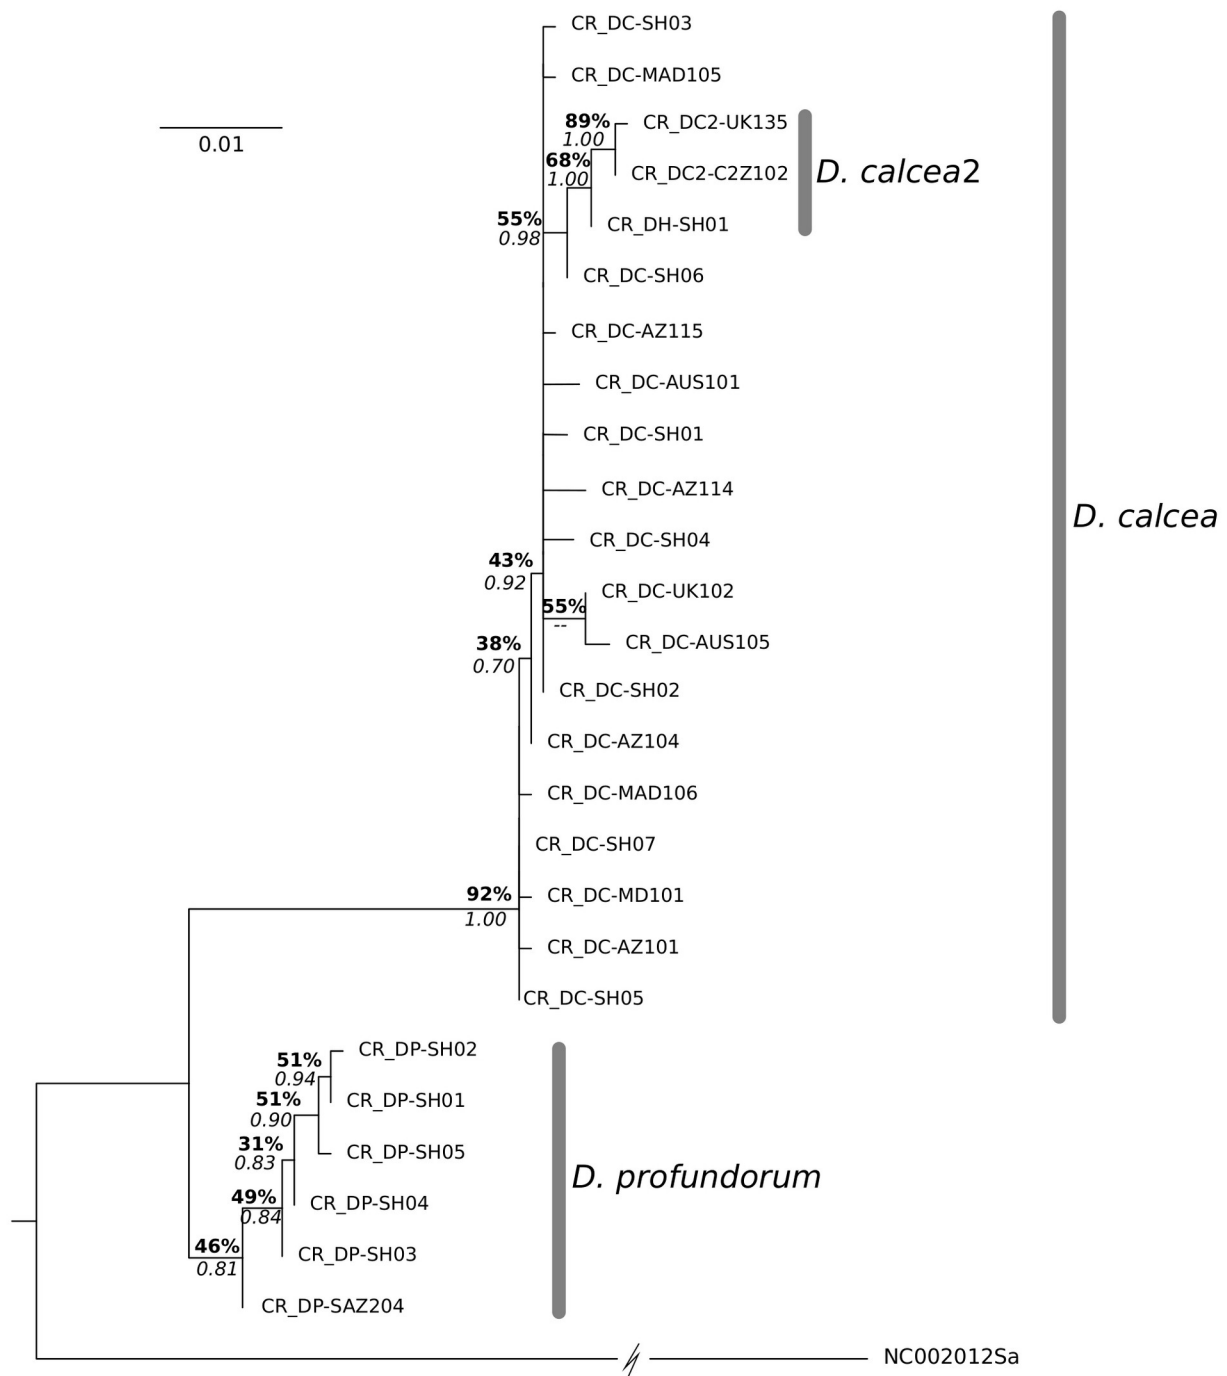 CR_DC-SH03
CR_DC-MAD105
0.01
89%
1.00
CR_DC2-UK135
68%
1.00
CR_DC2-C2Z102
D. calcea2
55%
0.98
CR_DH-SH01
CR_DC-SH06
CR_DC-AZ115
CR_DC-AUS101
CR_DC-SH01
CR_DC-AZ114
D. calcea
CR_DC-SH04
43%
0.92
CR_DC-UK102
55%
--
CR_DC-AUS105
38%
0.70
CR_DC-SH02
CR_DC-AZ104
CR_DC-MAD106
CR_DC-SH07
92%
1.00
CR_DC-MD101
CR_DC-AZ101
CR_DC-SH05
CR_DP-SH02
51%
0.94
CR_DP-SH01
51%
0.90
CR_DP-SH05
31%
0.83
D. profundorum
CR_DP-SH04
49%
0.84
CR_DP-SH03
46%
0.81
CR_DP-SAZ204
NC002012Sa